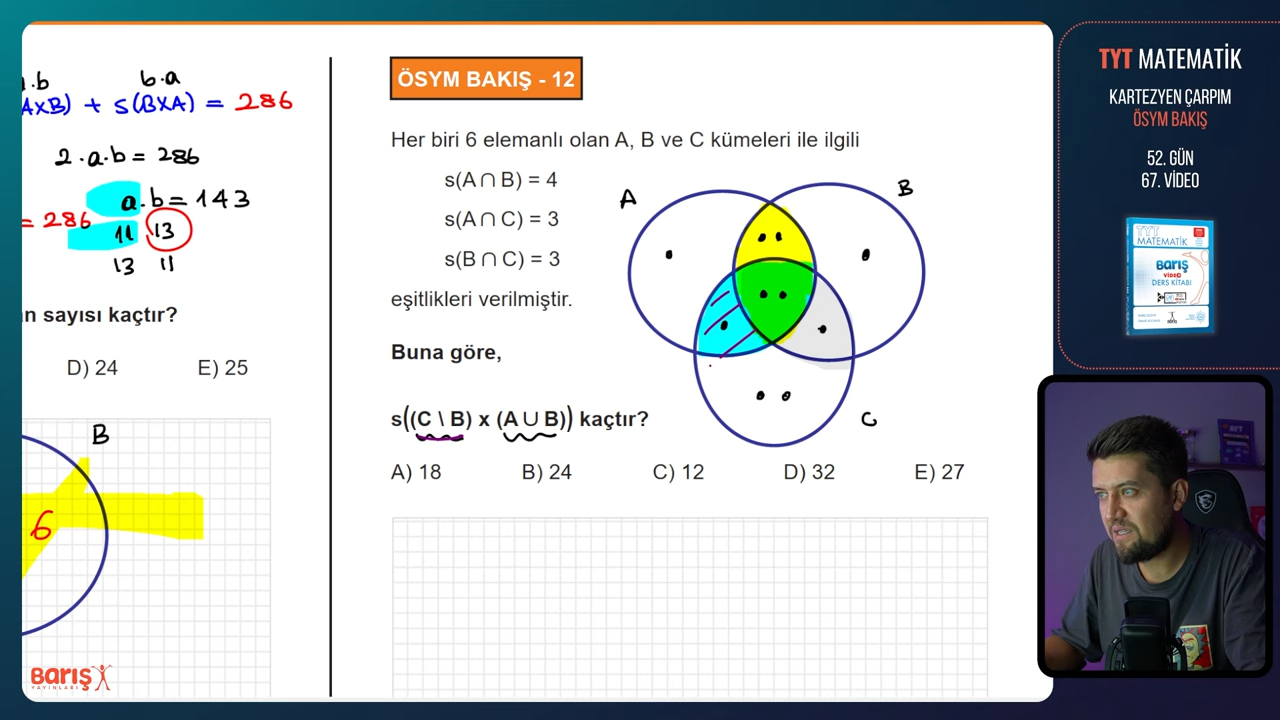 .b b.a
AXB) + s(BXA) = 286
2.a.b = 286
a.b = 143
= 286 11 13
13 11
n sayısı kaçtır?
D) 24 E) 25
B
6
BARIŞ
YAYINLARI
ÖSYM BAKIŞ - 12
Her biri 6 elemanlı olan A, B ve C kümeleri ile ilgili
s(A ∩ B) = 4
s(A ∩ C) = 3
s(B ∩ C) = 3
eşitlikleri verilmiştir.
Buna göre,
s((C \ B) x (A ∪ B)) kaçtır?
A) 18 B) 24 C) 12 D) 32 E) 27
A
B
C
TYT MATEMATİK
KARTEZYEN ÇARPIM
ÖSYM BAKIŞ
52. GÜN
67. VİDEO
TYT
MATEMATİK
BARIŞ
VİDEO
DERS KİTABI